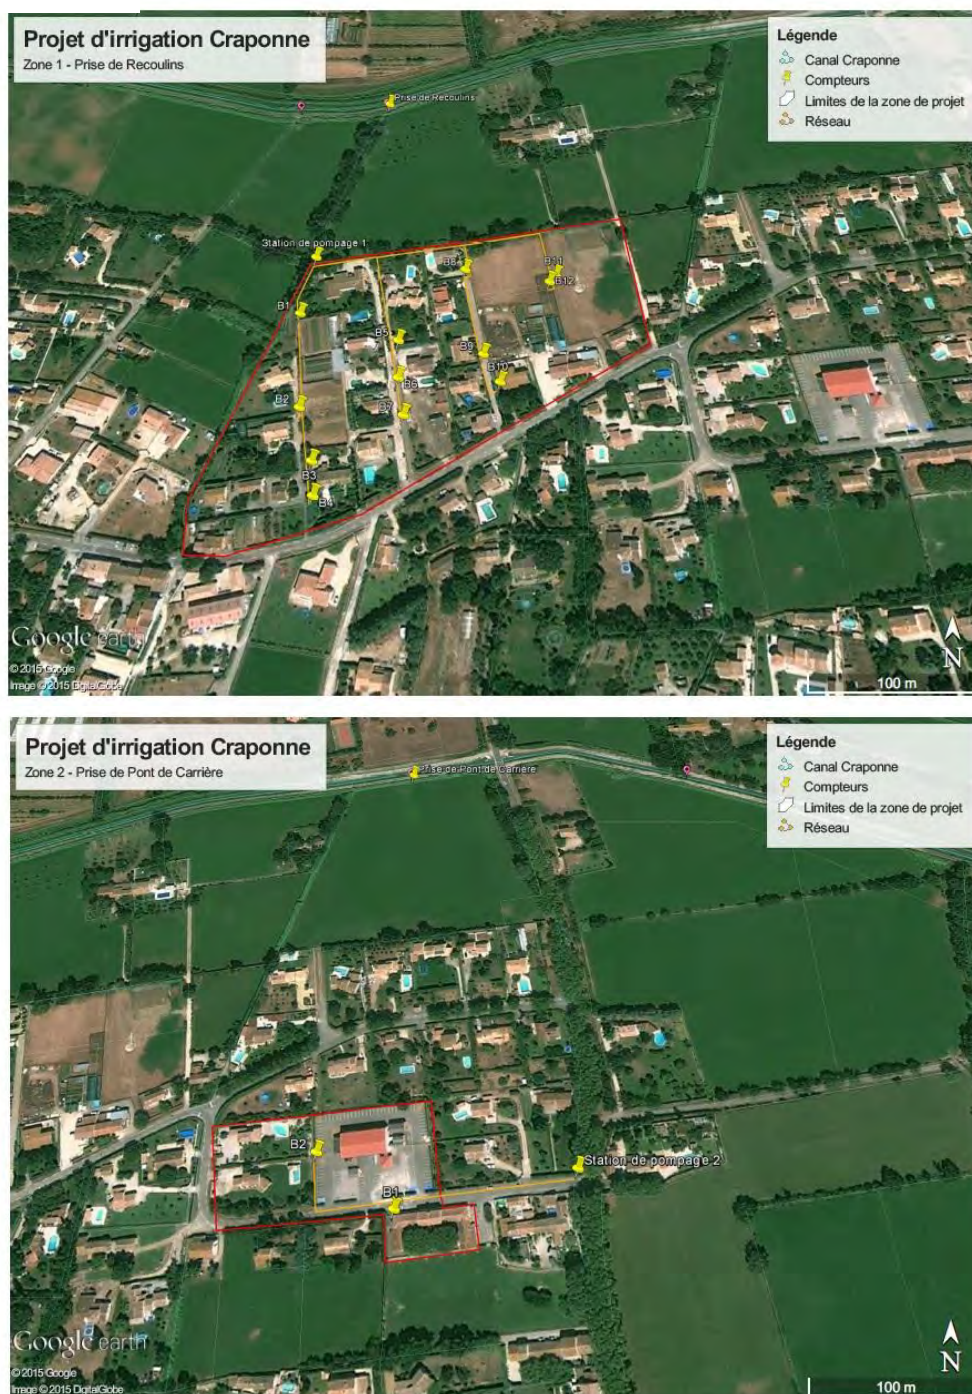 Projet d'irrigation Craponne
Zone 1 - Prise de Recoulins
Légende
Canal Craponne
Compteurs
Limites de la zone de projet
Réseau
Prise de Recoulins
Station de pompage 1
B8
B11
B12
B1
B5
B9
B10
B6
B2
B7
B3
B4
Google earth
© 2015 Google
Image © 2015 DigitalGlobe
N
100 m
Projet d'irrigation Craponne
Zone 2 - Prise de Pont de Carrière
Légende
Canal Craponne
Compteurs
Limites de la zone de projet
Réseau
Prise de Pont de Carrière
B2
Station de pompage 2
B1
Google earth
© 2015 Google
Image © 2015 DigitalGlobe
N
100 m